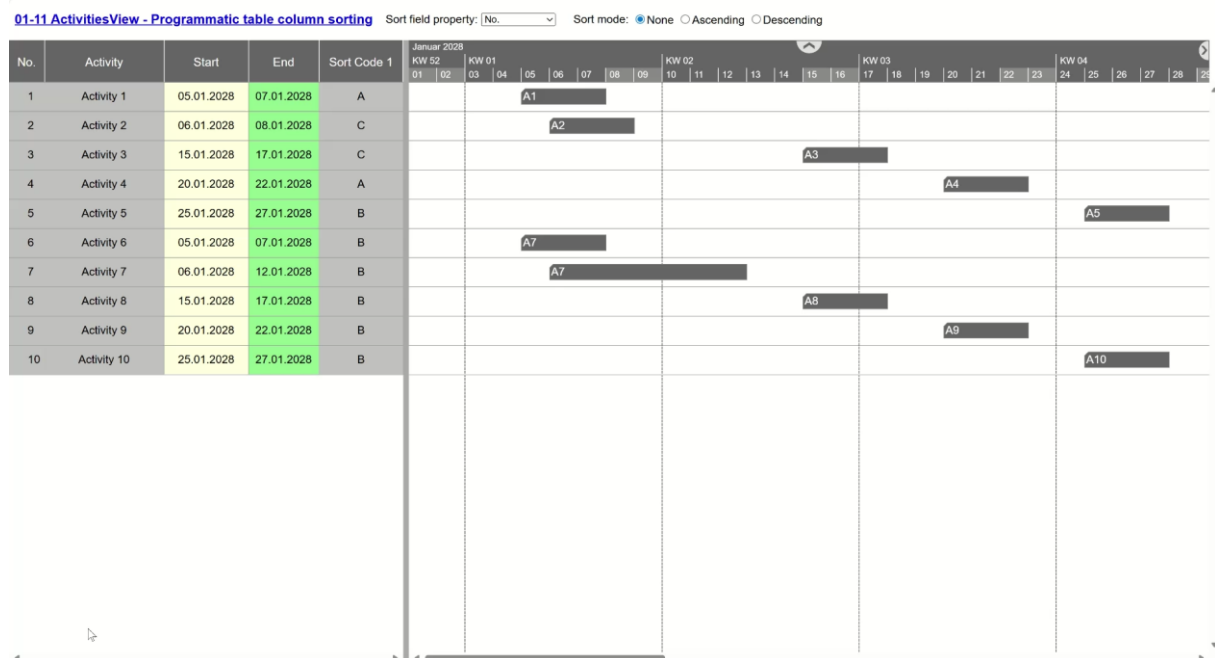 01-11 ActivitiesView - Programmatic table column sorting Sort field property: No. Sort mode: None Ascending Descending
Januar 2028
No. Activity Start End Sort Code 1 KW 52 KW 01 KW 02 KW 03 KW 04
01 02 03 04 05 06 07 08 09 10 11 12 13 14 15 16 17 18 19 20 21 22 23 24 25 26 27 28 29
1 Activity 1 05.01.2028 07.01.2028 A A1
2 Activity 2 06.01.2028 08.01.2028 C A2
3 Activity 3 15.01.2028 17.01.2028 C A3
4 Activity 4 20.01.2028 22.01.2028 A A4
5 Activity 5 25.01.2028 27.01.2028 B A5
6 Activity 6 05.01.2028 07.01.2028 B A7
7 Activity 7 06.01.2028 12.01.2028 B A7
8 Activity 8 15.01.2028 17.01.2028 B A8
9 Activity 9 20.01.2028 22.01.2028 B A9
10 Activity 10 25.01.2028 27.01.2028 B A10